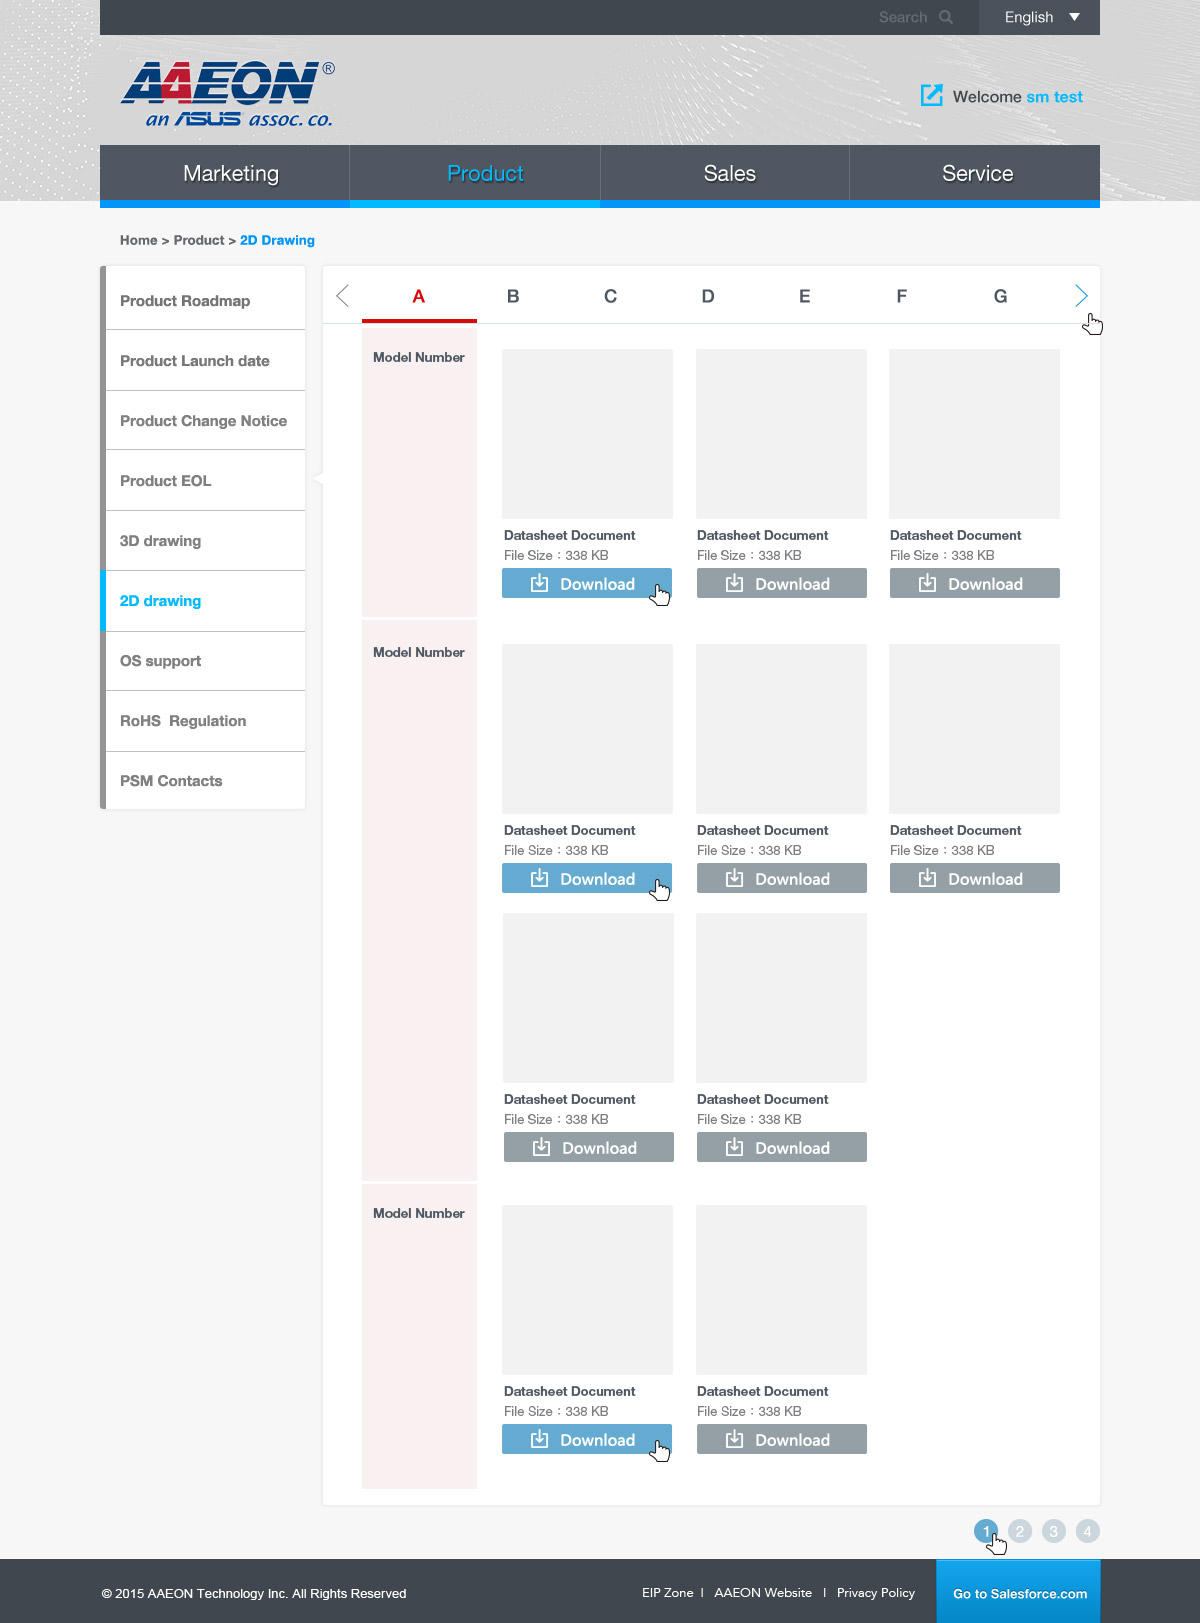 Search English
AAEON®
an ASUS assoc. co.
Welcome sm test
Marketing Product Sales Service
Home > Product > 2D Drawing
Product Roadmap
Product Launch date
Product Change Notice
Product EOL
3D drawing
2D drawing
OS support
RoHS  Regulation
PSM Contacts
A B C D E F G
Model Number
Datasheet Document Datasheet Document Datasheet Document
File Size：338 KB File Size：338 KB File Size：338 KB
Download Download Download
Model Number
Datasheet Document Datasheet Document Datasheet Document
File Size：338 KB File Size：338 KB File Size：338 KB
Download Download Download
Datasheet Document Datasheet Document
File Size：338 KB File Size：338 KB
Download Download
Model Number
Datasheet Document Datasheet Document
File Size：338 KB File Size：338 KB
Download Download
1 2 3 4
© 2015 AAEON Technology Inc. All Rights Reserved EIP Zone | AAEON Website | Privacy Policy Go to Salesforce.com